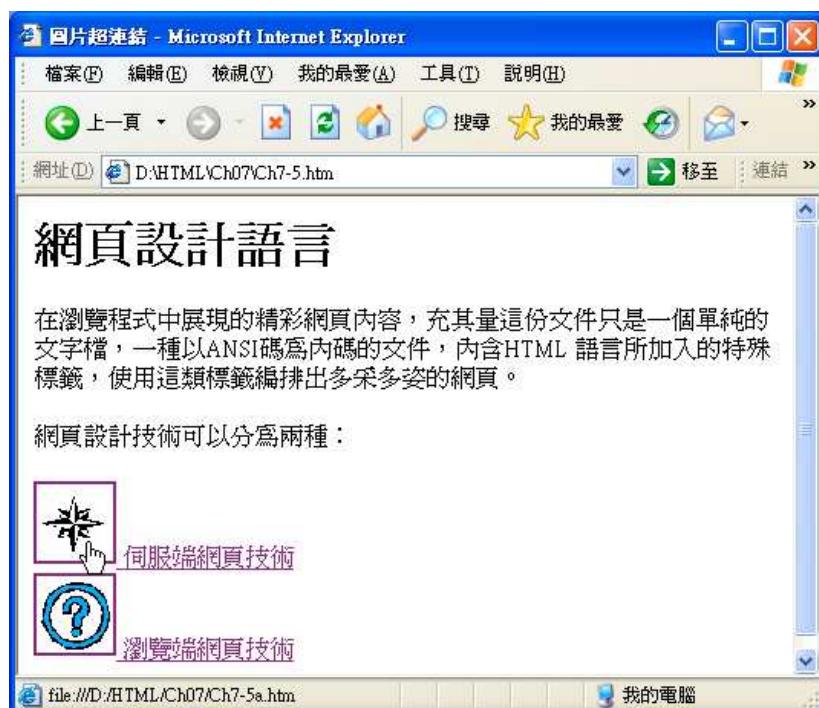 圖片超連結 - Microsoft Internet Explorer
檔案(F) 編輯(E) 檢視(V) 我的最愛(A) 工具(T) 說明(H)
上一頁 搜尋 我的最愛 »
網址(D) D:\HTML\Ch07\Ch7-5.htm 移至 連結 »
網頁設計語言
在瀏覽程式中展現的精彩網頁內容，充其量這份文件只是一個單純的
文字檔，一種以ANSI碼為內碼的文件，內含HTML 語言所加入的特殊
標籤，使用這類標籤編排出多采多姿的網頁。
網頁設計技術可以分為兩種：
伺服端網頁技術
瀏覽端網頁技術
file:///D:/HTML/Ch07/Ch7-5a.htm 我的電腦